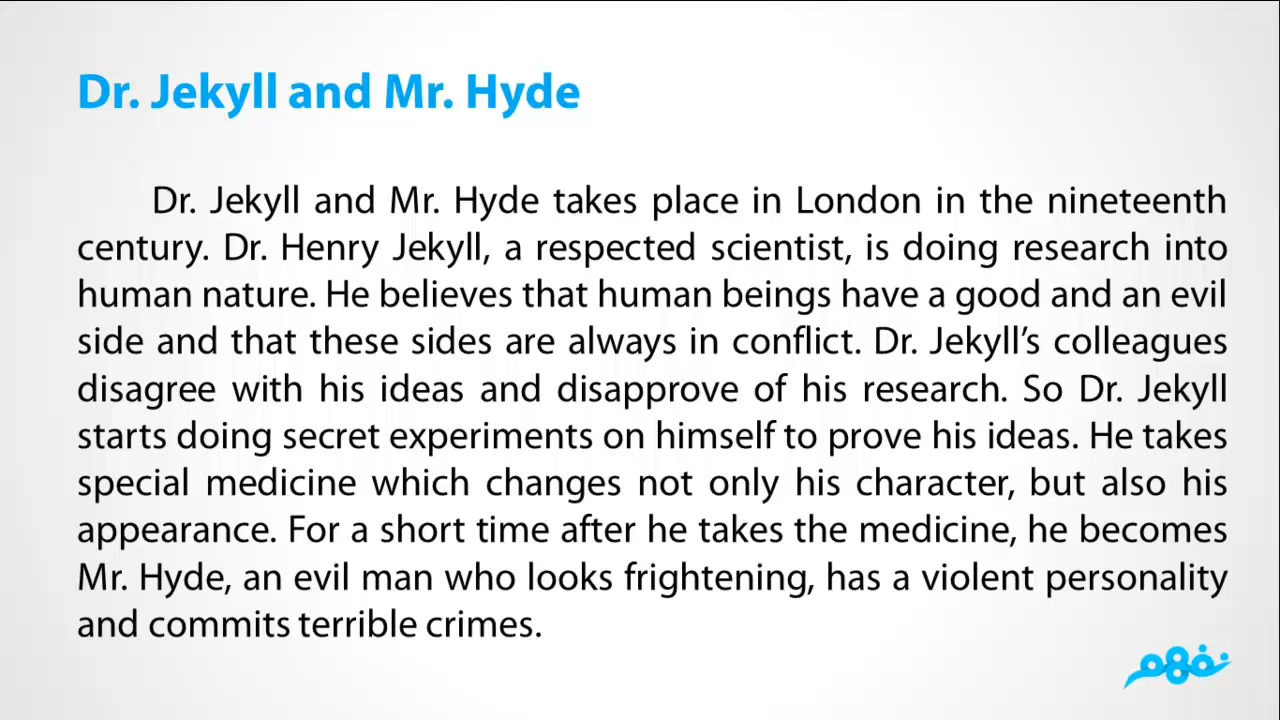 Dr. Jekyll and Mr. Hyde
Dr. Jekyll and Mr. Hyde takes place in London in the nineteenth
century. Dr. Henry Jekyll, a respected scientist, is doing research into
human nature. He believes that human beings have a good and an evil
side and that these sides are always in conflict. Dr. Jekyll’s colleagues
disagree with his ideas and disapprove of his research. So Dr. Jekyll
starts doing secret experiments on himself to prove his ideas. He takes
special medicine which changes not only his character, but also his
appearance. For a short time after he takes the medicine, he becomes
Mr. Hyde, an evil man who looks frightening, has a violent personality
and commits terrible crimes.
نفهم